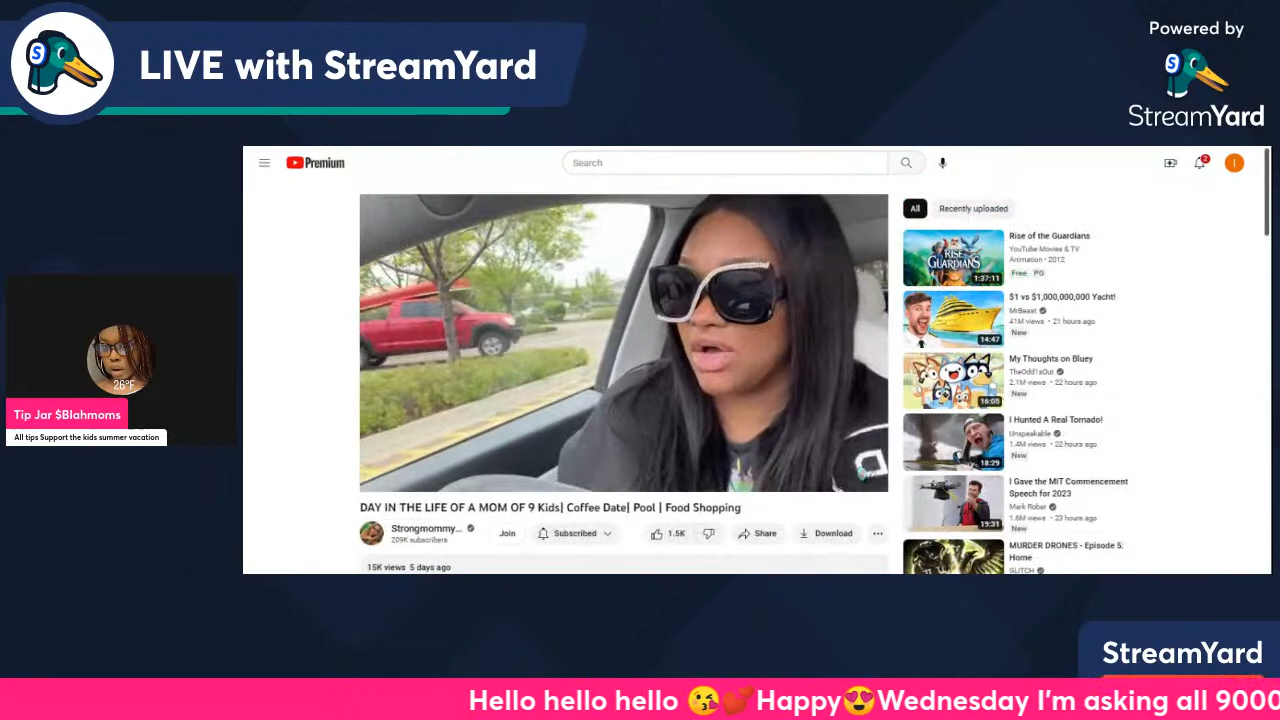 LIVE with StreamYard
Powered by
StreamYard
Premium
Search
2
I
All
Recently uploaded
RISE OF THE GUARDIANS
1:37:11
Rise of the Guardians
YouTube Movies & TV
Animation • 2012
Free PG
14:47
$1 vs $1,000,000,000 Yacht!
MrBeast
41M views • 21 hours ago
New
16:05
My Thoughts on Bluey
TheOdd1sOut
2.1M views • 22 hours ago
New
18:29
I Hunted A Real Tornado!
Unspeakable
1.4M views • 22 hours ago
New
19:31
I Gave the MIT Commencement
Speech for 2023
Mark Rober
1.6M views • 23 hours ago
New
MURDER DRONES - Episode 5:
Home
GLITCH
26°F
Tip Jar $Blahmoms
All tips Support the kids summer vacation
DAY IN THE LIFE OF A MOM OF 9 Kids| Coffee Date| Pool | Food Shopping
Strongmommy...
209K subscribers
Join
Subscribed
1.5K
Share
Download
15K views 5 days ago
StreamYard
Hello hello hello 😘💕Happy😍Wednesday I'm asking all 9000